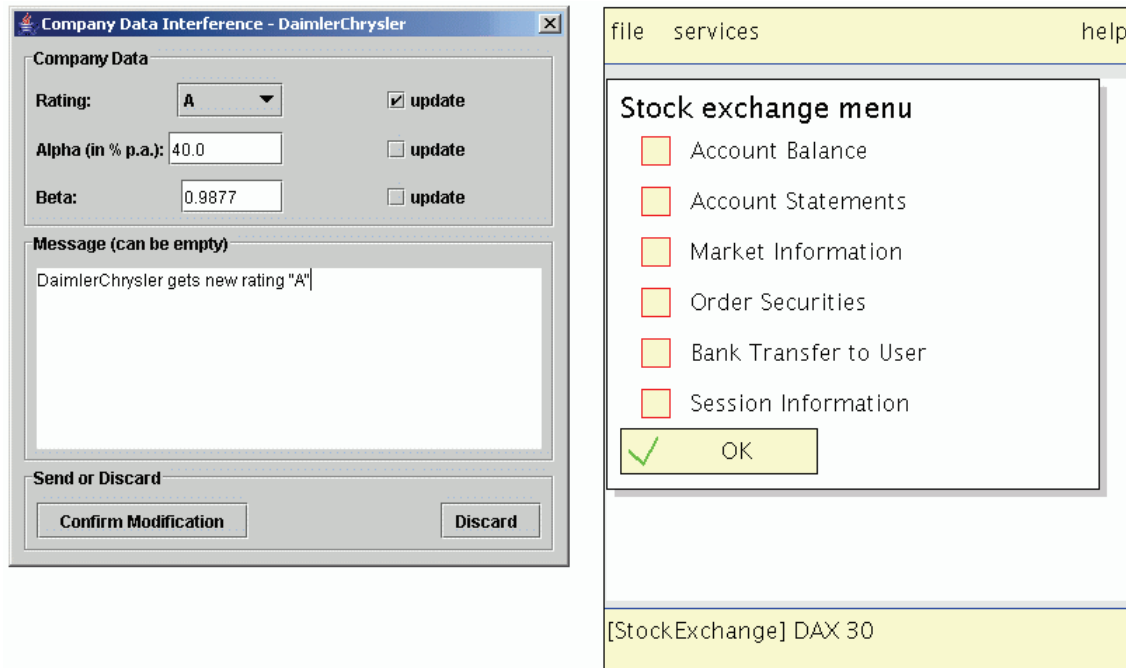 Company Data Interference - DaimlerChrysler
Company Data
Rating: A update
Alpha (in % p.a.): 40.0 update
Beta: 0.9877 update
Message (can be empty)
DaimlerChrysler gets new rating "A"
Send or Discard
Confirm Modification Discard
file services help
Stock exchange menu
Account Balance
Account Statements
Market Information
Order Securities
Bank Transfer to User
Session Information
OK
[StockExchange] DAX 30